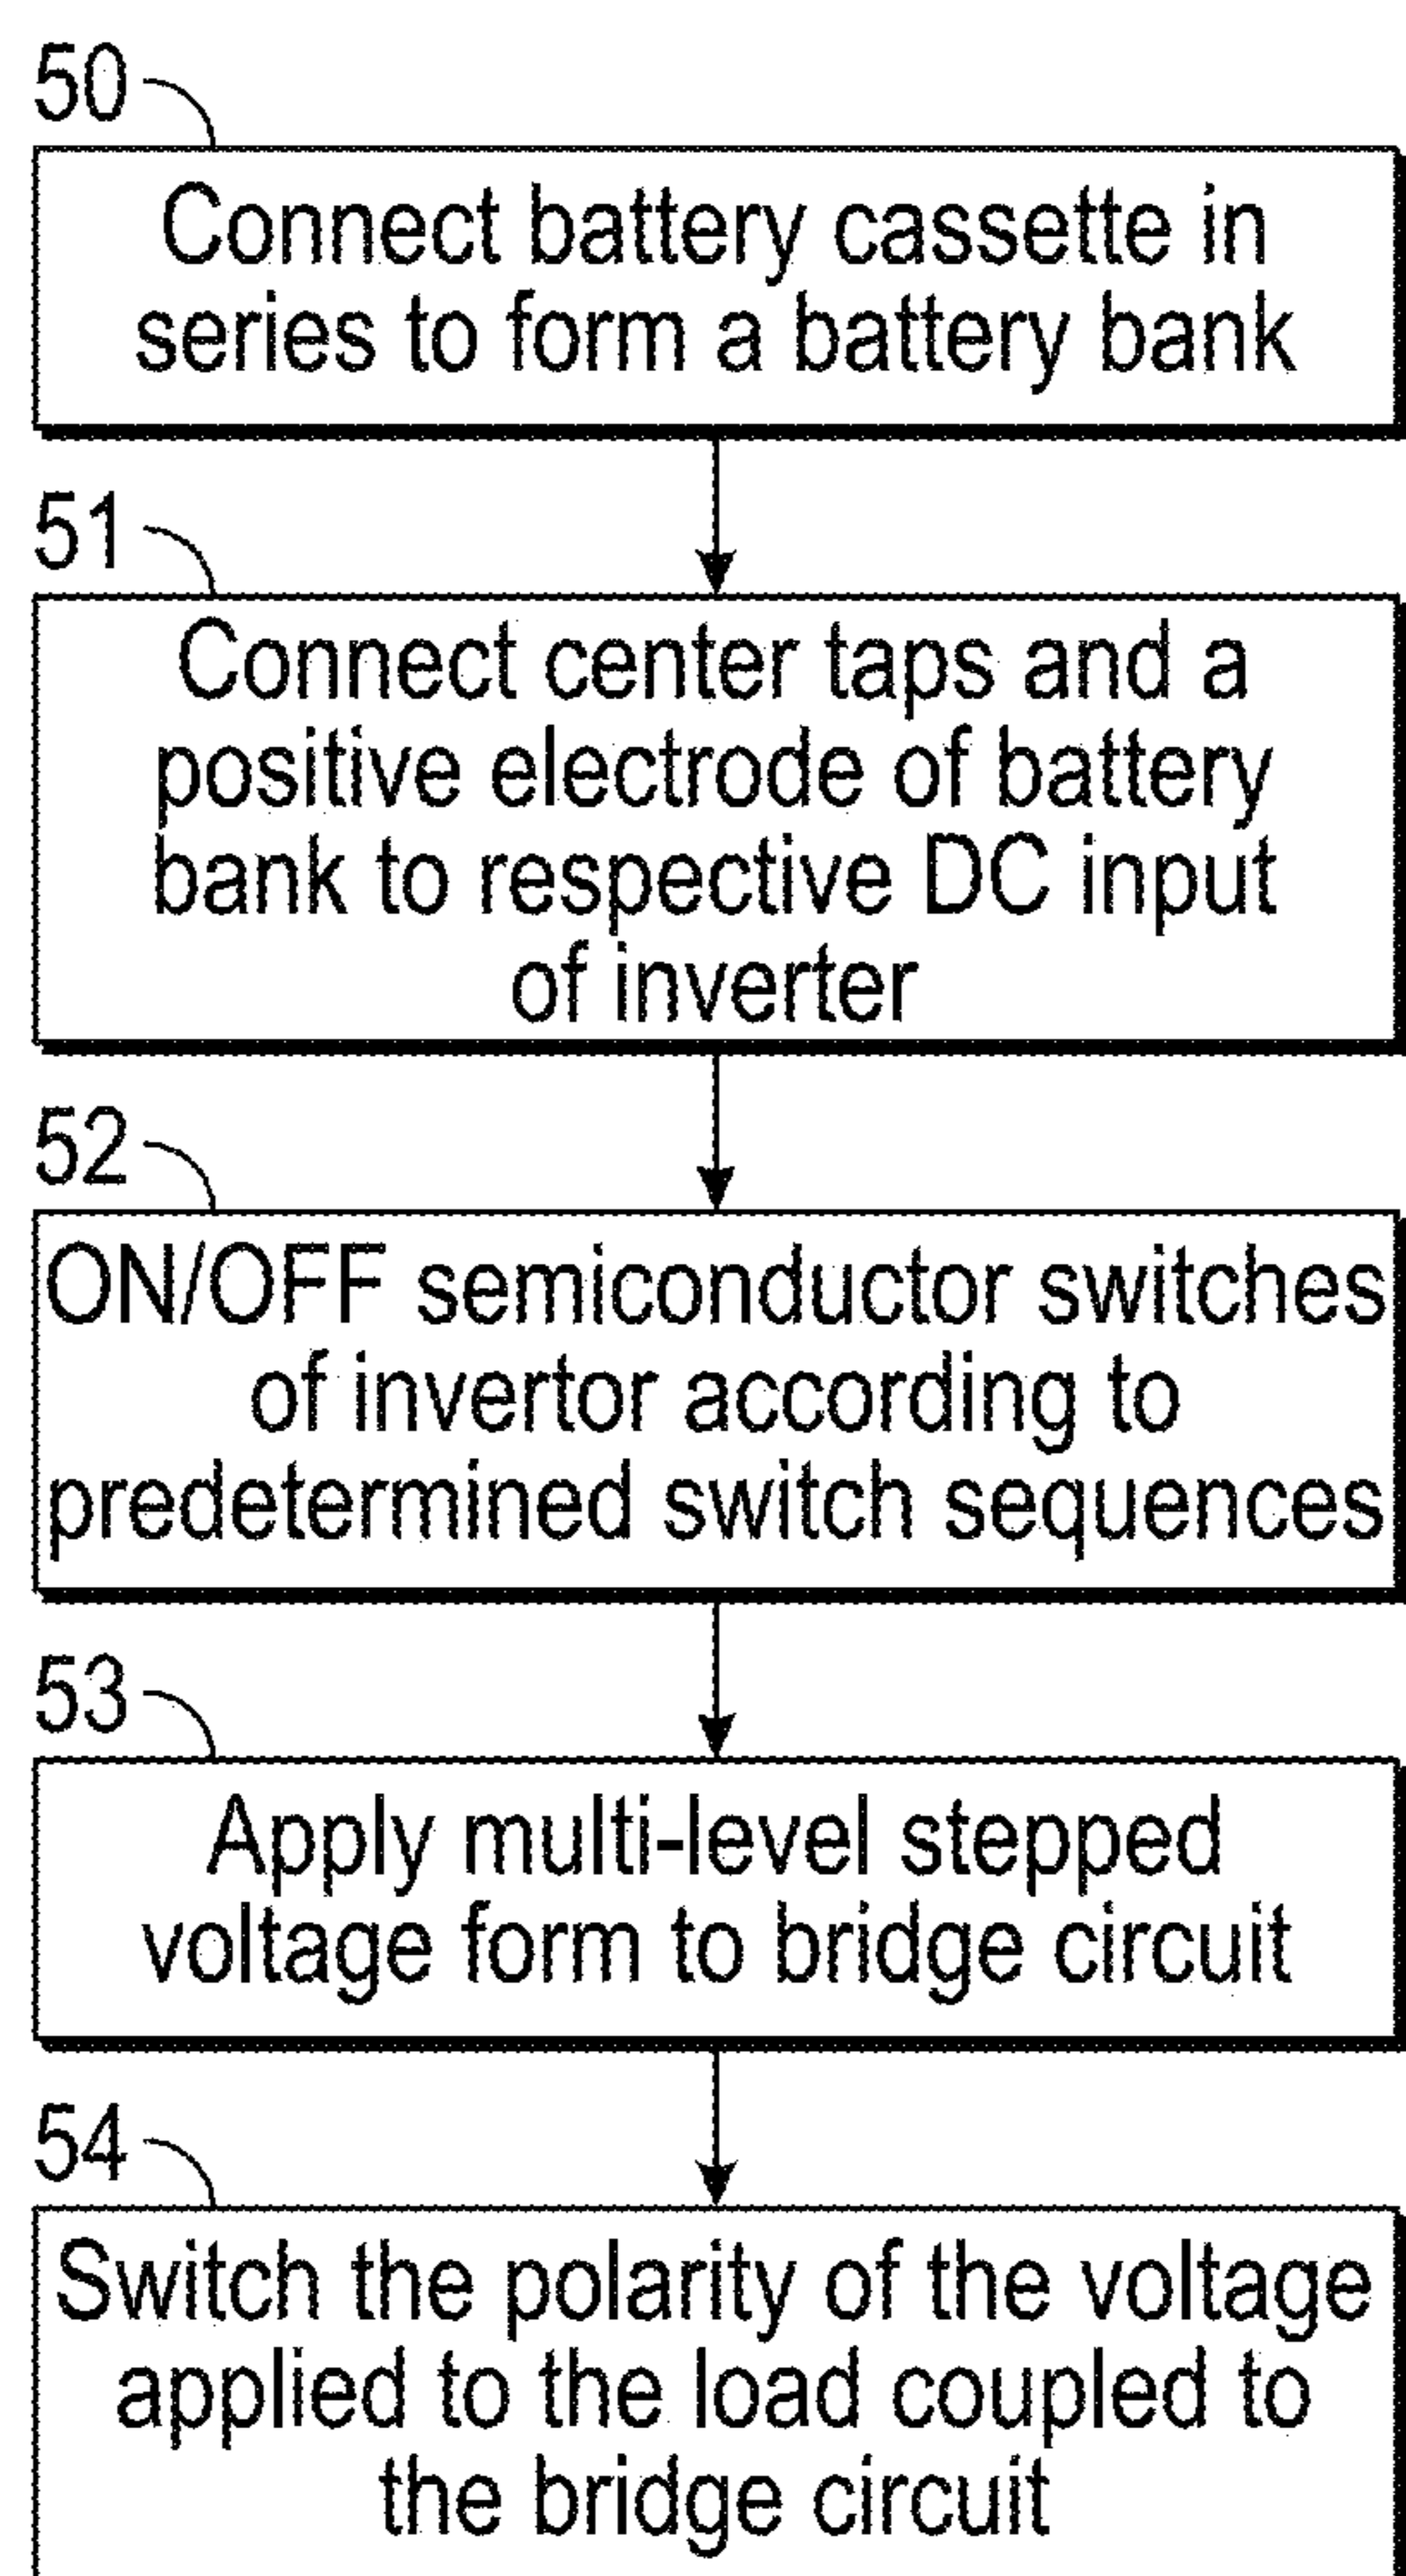 50
Connect battery cassette in
series to form a battery bank
51
Connect center taps and a
positive electrode of battery
bank to respective DC input
of inverter
52
ON/OFF semiconductor switches
of invertor according to
predetermined switch sequences
53
Apply multi-level stepped
voltage form to bridge circuit
54
Switch the polarity of the voltage
applied to the load coupled to
the bridge circuit